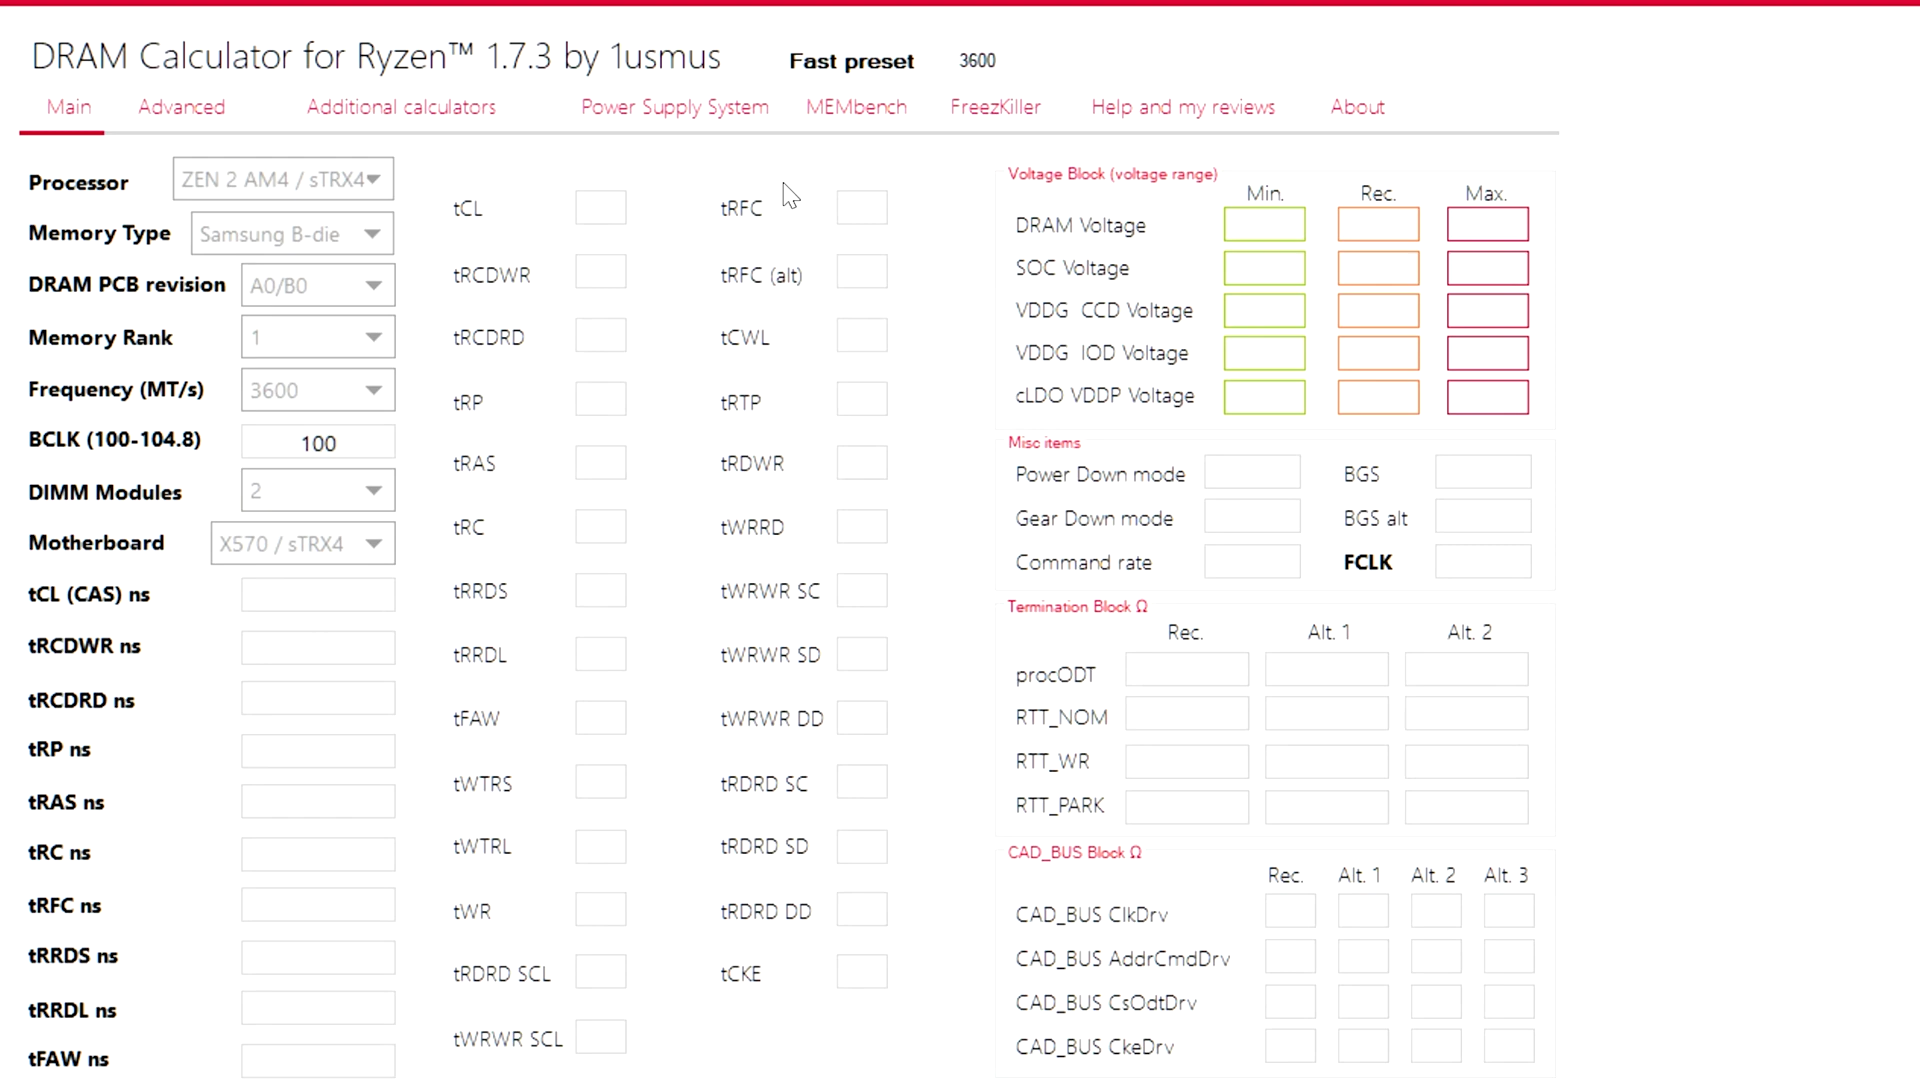 DRAM Calculator for Ryzen™ 1.7.3 by 1usmus
Fast preset
3600
Main
Advanced
Additional calculators
Power Supply System
MEMbench
FreezKiller
Help and my reviews
About
Processor
ZEN 2 AM4 / sTRX4
Memory Type
Samsung B-die
DRAM PCB revision
A0/B0
Memory Rank
1
Frequency (MT/s)
3600
BCLK (100-104.8)
100
DIMM Modules
2
Motherboard
X570 / sTRX4
tCL (CAS) ns
tRCDWR ns
tRCDRD ns
tRP ns
tRAS ns
tRC ns
tRFC ns
tRRDS ns
tRRDL ns
tFAW ns
tCL
tRCDWR
tRCDRD
tRP
tRAS
tRC
tRRDS
tRRDL
tFAW
tWTRS
tWTRL
tWR
tRDRD SCL
tWRWR SCL
tRFC
tRFC (alt)
tCWL
tRTP
tRDWR
tWRRD
tWRWR SC
tWRWR SD
tWRWR DD
tRDRD SC
tRDRD SD
tRDRD DD
tCKE
Voltage Block (voltage range)
Min.
Rec.
Max.
DRAM Voltage
SOC Voltage
VDDG CCD Voltage
VDDG IOD Voltage
cLDO VDDP Voltage
Misc items
Power Down mode
BGS
Gear Down mode
BGS alt
Command rate
FCLK
Termination Block Ω
Rec.
Alt. 1
Alt. 2
procODT
RTT_NOM
RTT_WR
RTT_PARK
CAD_BUS Block Ω
Rec.
Alt. 1
Alt. 2
Alt. 3
CAD_BUS ClkDrv
CAD_BUS AddrCmdDrv
CAD_BUS CsOdtDrv
CAD_BUS CkeDrv